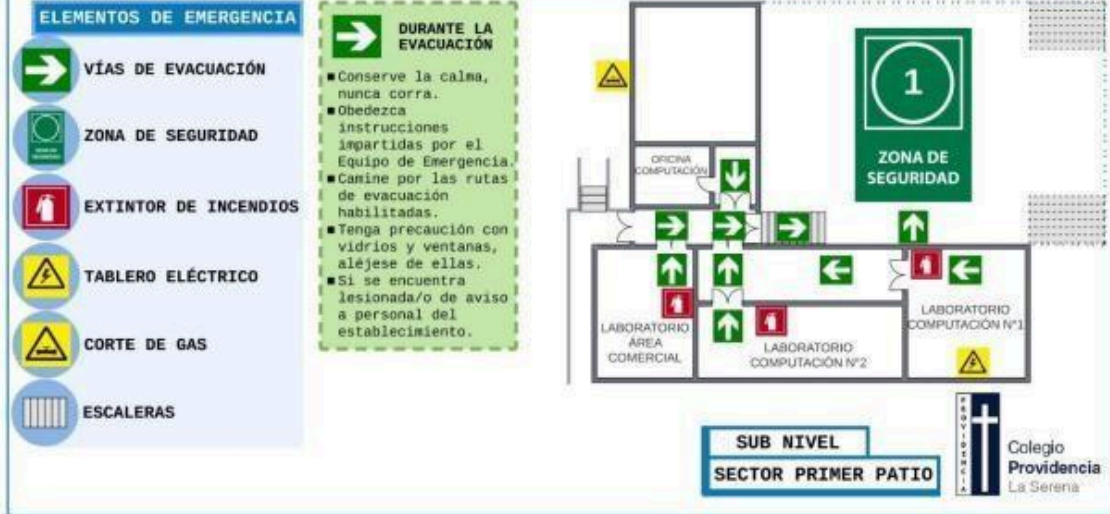 ELEMENTOS DE EMERGENCIA
VÍAS DE EVACUACIÓN
ZONA DE SEGURIDAD
EXTINTOR DE INCENDIOS
TABLERO ELÉCTRICO
CORTE DE GAS
ESCALERAS
DURANTE LA
EVACUACIÓN
■ Conserve la calma,
nunca corra.
■ Obedezca
instrucciones
impartidas por el
Equipo de Emergencia.
■ Camine por las rutas
de evacuación
habilitadas.
■ Tenga precaución con
vidrios y ventanas,
aléjese de ellas.
■ Si se encuentra
lesionada/o de aviso
a personal del
establecimiento.
OFICINA
COMPUTACIÓN
1
ZONA DE
SEGURIDAD
LABORATORIO
ÁREA
COMERCIAL
LABORATORIO
COMPUTACIÓN N°2
LABORATORIO
COMPUTACIÓN N°1
SUB NIVEL
SECTOR PRIMER PATIO
PROVIDENCIA
Colegio
Providencia
La Serena